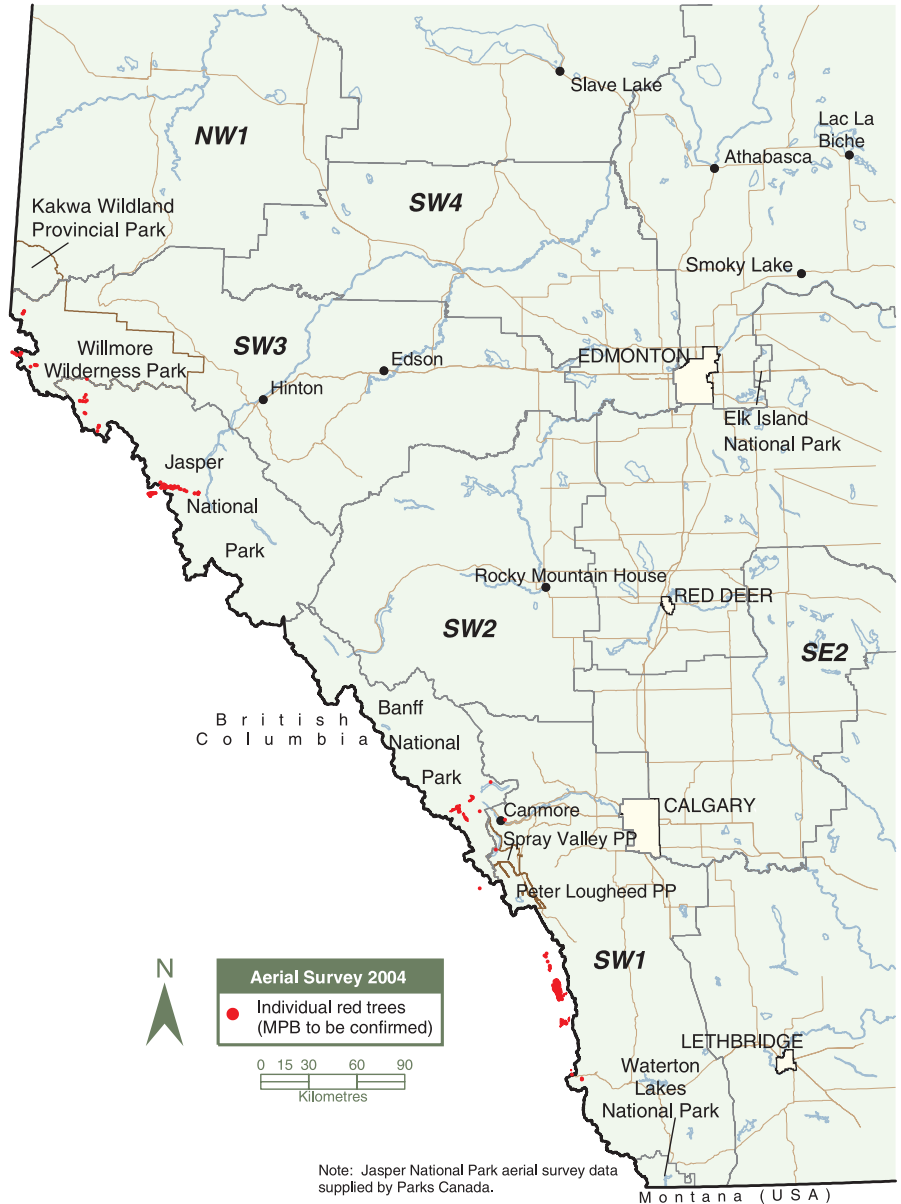 Slave Lake
Lac La
Biche
NW1
Athabasca
SW4
Kakwa Wildland
Provincial Park
Smoky Lake
Willmore
Wilderness Park
SW3
Edson
EDMONTON
Hinton
Elk Island
National Park
Jasper
National
Park
Rocky Mountain House
RED DEER
SW2
SE2
British
Columbia
Banff
National
Park
Canmore
CALGARY
Spray Valley PP
Peter Lougheed PP
SW1
N
Aerial Survey 2004
Individual red trees
(MPB to be confirmed)
0 15 30 60 90
Kilometres
LETHBRIDGE
Waterton
Lakes
National Park
Note: Jasper National Park aerial survey data
supplied by Parks Canada.
Montana (USA)